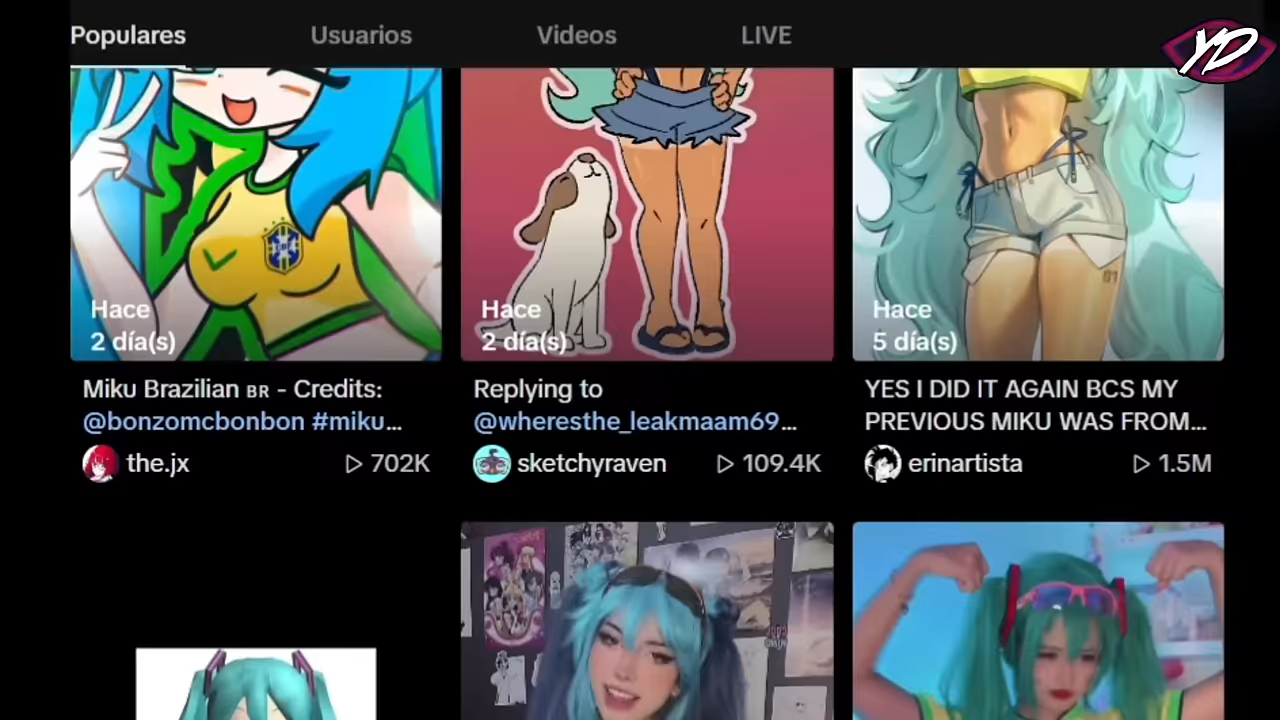 Populares
Usuarios
Videos
LIVE
YD
Hace
2 día(s)
Hace
2 día(s)
Hace
5 día(s)
01
Miku Brazilian BR - Credits:
@bonzomcbonbon #miku...
Replying to
@wheresthe_leakmaam69...
YES I DID IT AGAIN BCS MY
PREVIOUS MIKU WAS FROM...
the.jx
702K
sketchyraven
109.4K
erinartista
1.5M